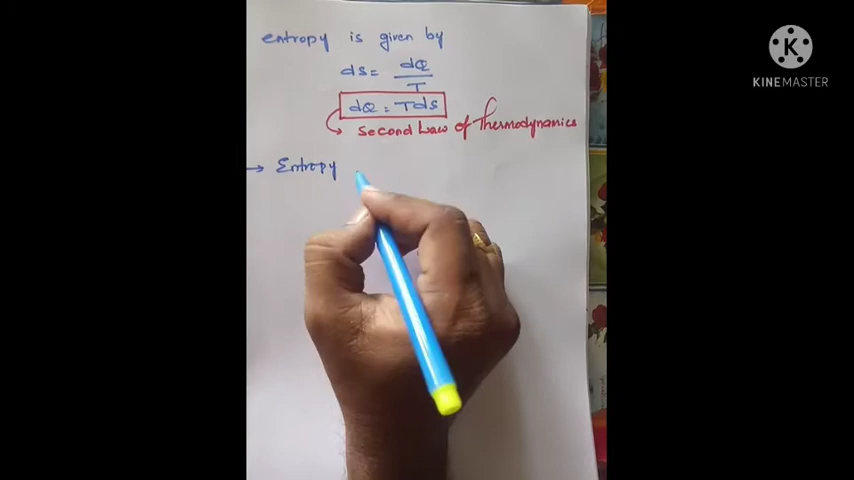 entropy is given by
dS = dQ / T
dQ = TdS
Second Law of Thermodynamics
→ Entropy
KINEMASTER